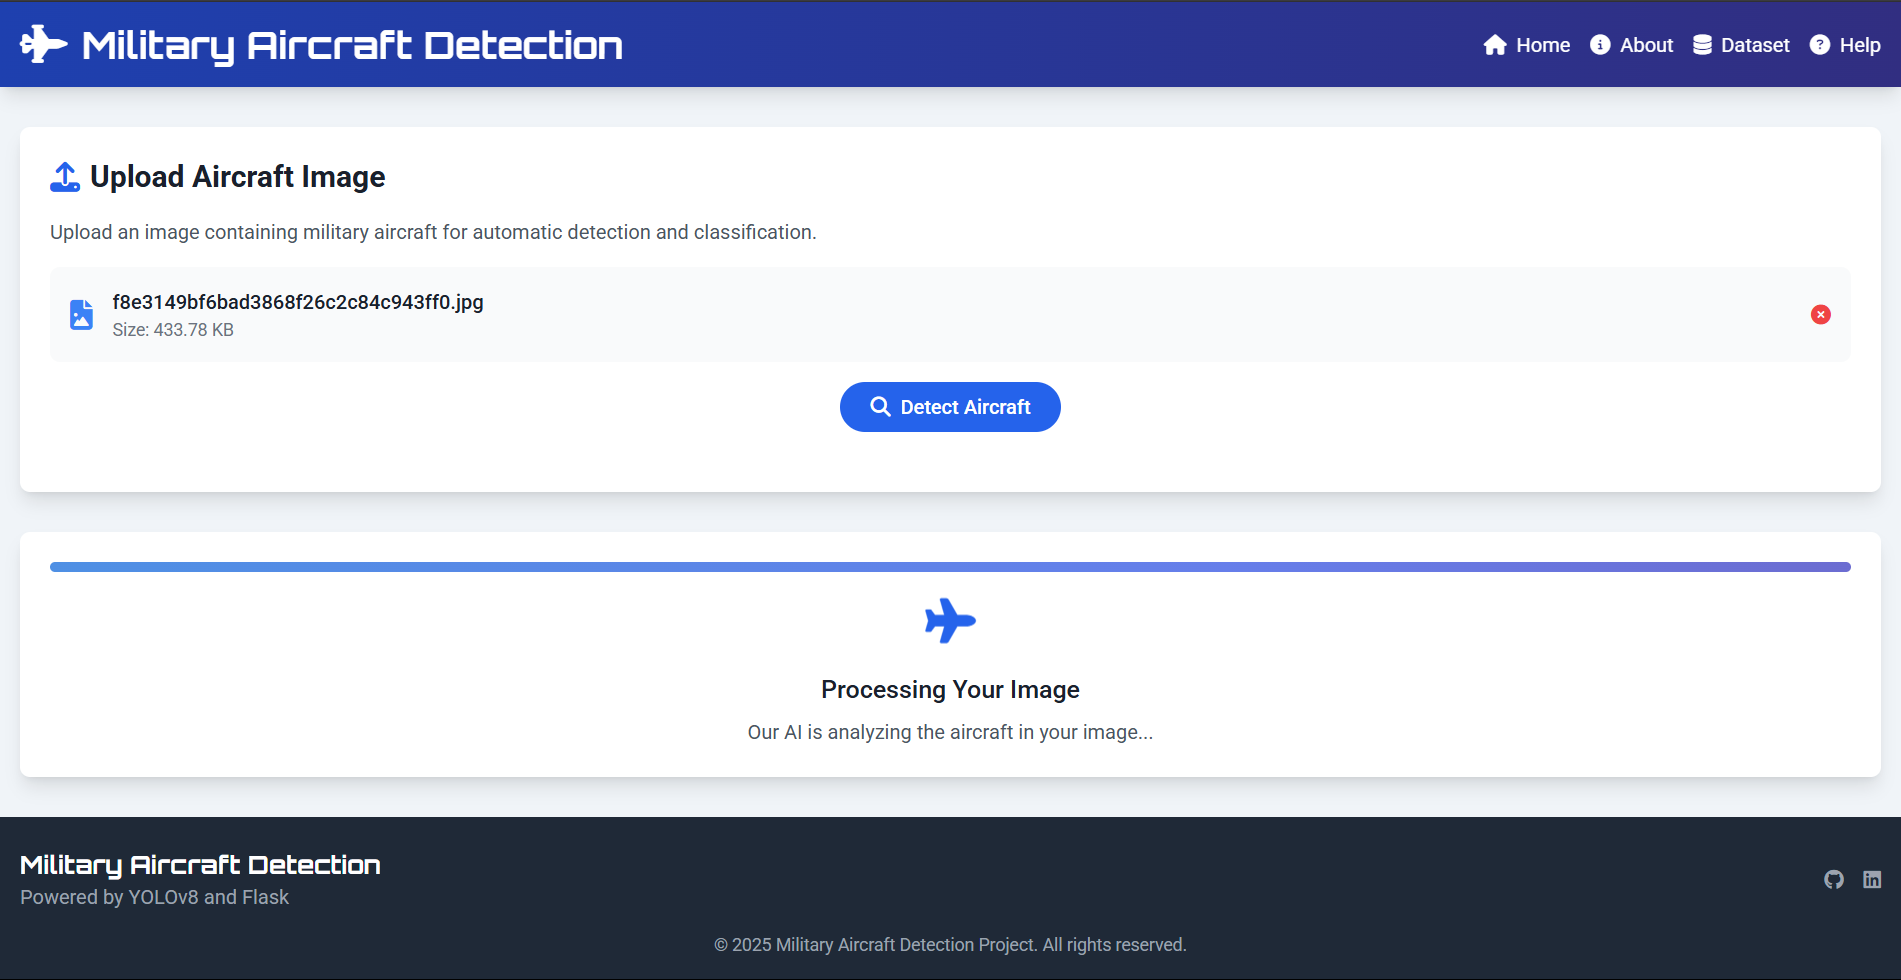 Military Aircraft Detection
Home
About
Dataset
Help
Upload Aircraft Image
Upload an image containing military aircraft for automatic detection and classification.
f8e3149bf6bad3868f26c2c84c943ff0.jpg
Size: 433.78 KB
Detect Aircraft
Processing Your Image
Our AI is analyzing the aircraft in your image...
Military Aircraft Detection
Powered by YOLOv8 and Flask
© 2025 Military Aircraft Detection Project. All rights reserved.